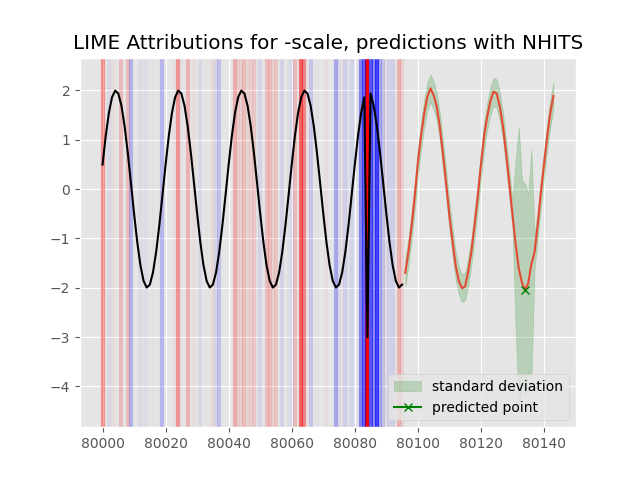 LIME Attributions for -scale, predictions with NHITS
2
1
0
−1
−2
−3
−4
standard deviation
predicted point
80000 80020 80040 80060 80080 80100 80120 80140